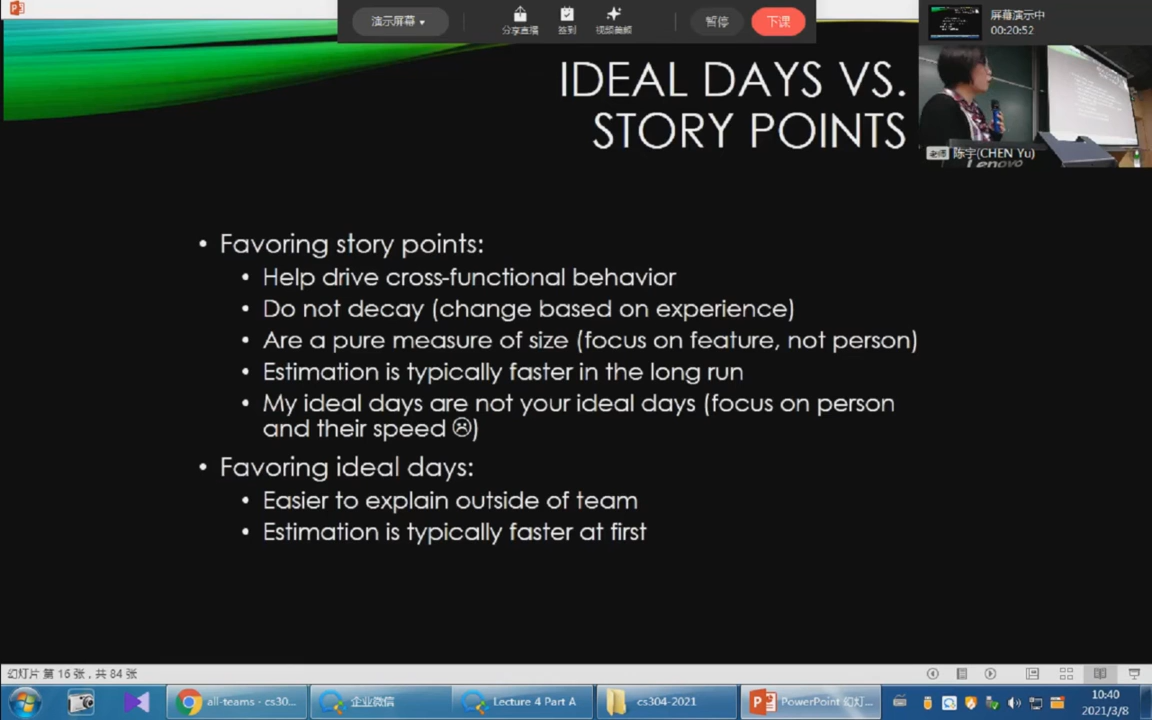 演示屏幕
分享直播
签到
视频美颜
暂停
下课
屏幕演示中
00:20:52
IDEAL DAYS VS.
STORY POINTS
老师 陈宇(CHEN Yu)
Lenovo
• Favoring story points:
• Help drive cross-functional behavior
• Do not decay (change based on experience)
• Are a pure measure of size (focus on feature, not person)
• Estimation is typically faster in the long run
• My ideal days are not your ideal days (focus on person
and their speed ☹)
• Favoring ideal days:
• Easier to explain outside of team
• Estimation is typically faster at first
幻灯片 第 16 张，共 84 张
all-teams - cs30...
企业微信
Lecture 4 Part A
cs304-2021
PowerPoint 幻灯...
10:40
2021/3/8